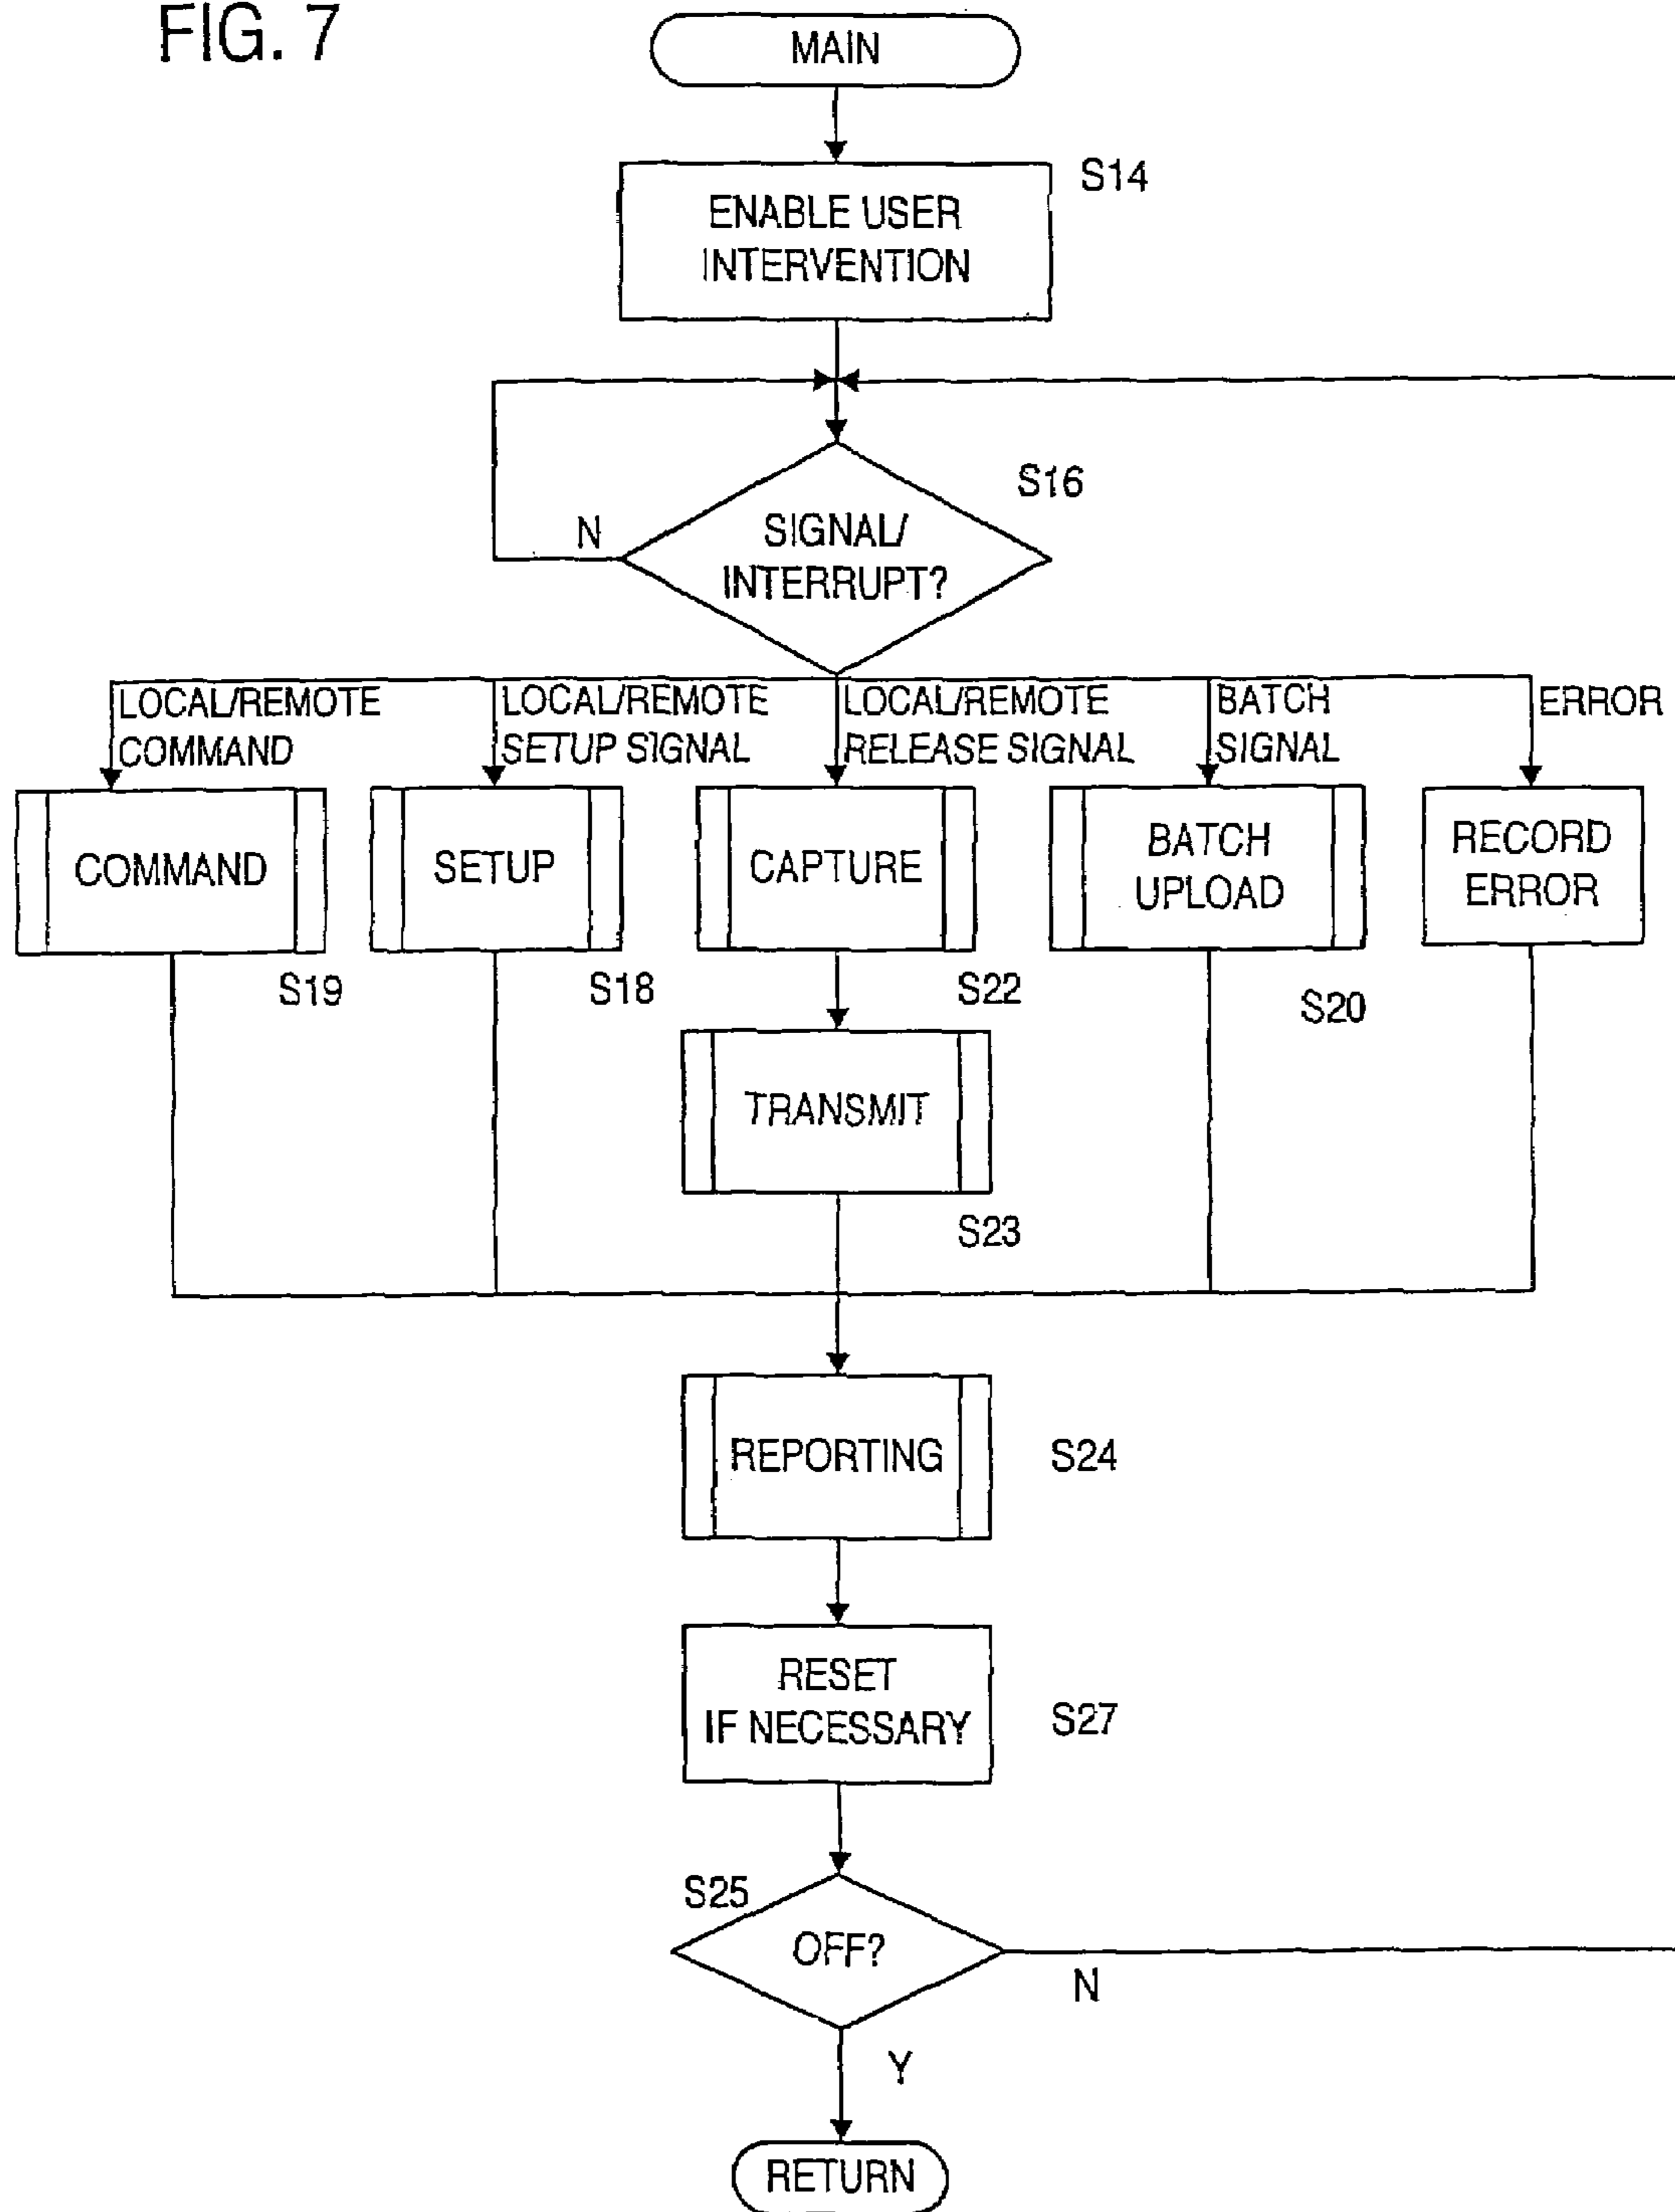 FIG. 7
MAIN
S14
ENABLE USER
INTERVENTION
S16
N
SIGNAL/
INTERRUPT?
LOCAL/REMOTE
COMMAND
LOCAL/REMOTE
SETUP SIGNAL
LOCAL/REMOTE
RELEASE SIGNAL
BATCH
SIGNAL
ERROR
COMMAND
SETUP
CAPTURE
BATCH
UPLOAD
RECORD
ERROR
S19
S18
S22
S20
TRANSMIT
S23
REPORTING
S24
RESET
IF NECESSARY
S27
S25
OFF?
N
Y
RETURN